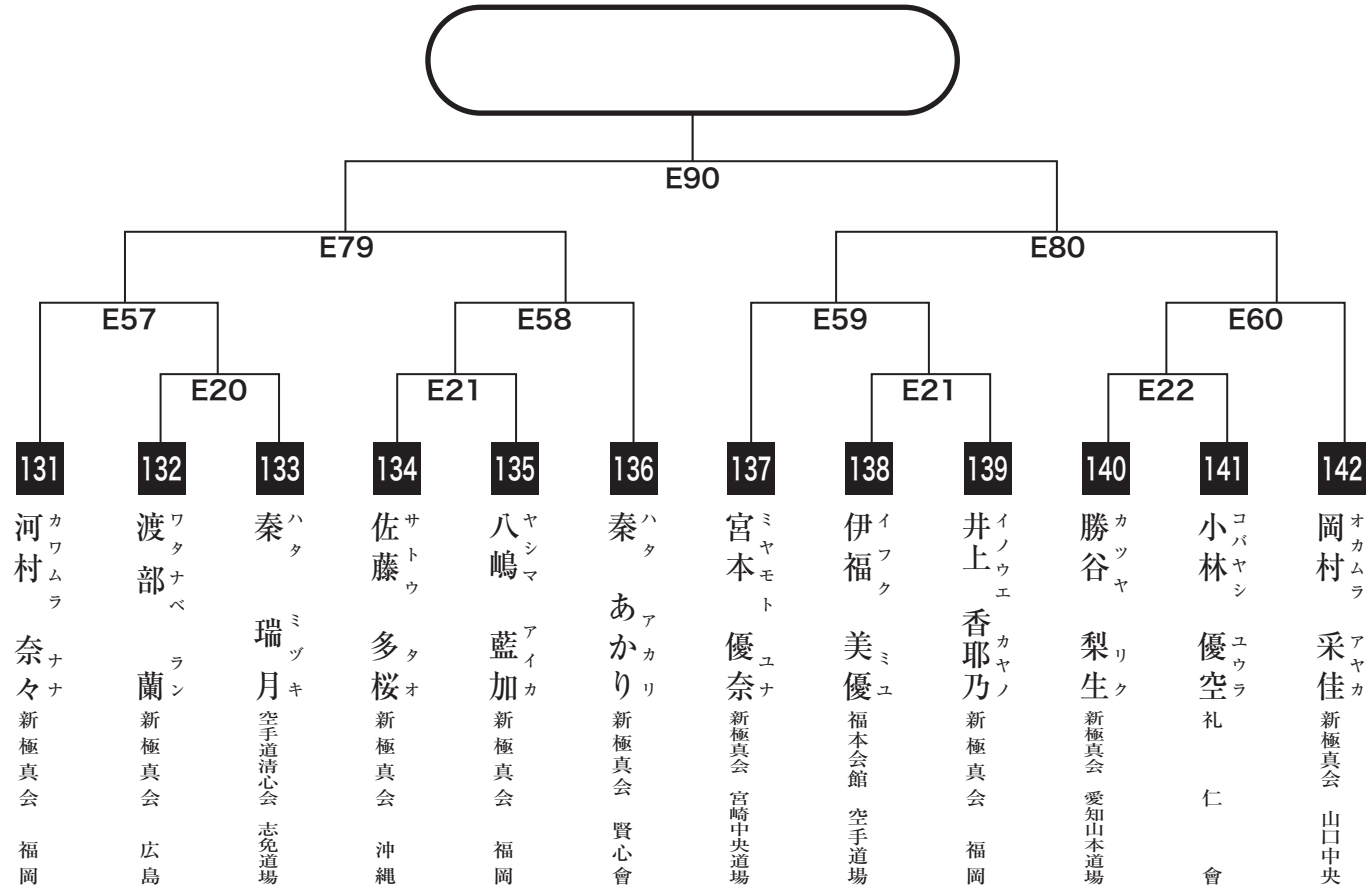 E90
E79
E80
E57
E58
E59
E60
E20
E21
E21
E22
131
132
133
134
135
136
137
138
139
140
141
142
河村 奈々
カワムラ ナナ
新極真会 福岡
渡部 蘭
ワタナベ ラン
新極真会 広島
秦 瑞月
ハタ ミヅキ
空手道清心会 志免道場
佐藤 多桜
サトウ タオ
新極真会 沖縄
八嶋 藍加
ヤシマ アイカ
新極真会 福岡
秦 あかり
ハタ アカリ
新極真会 賢心會
宮本 優奈
ミヤモト ユナ
新極真会 宮崎中央道場
伊福 美優
イフク ミユ
福本会館 空手道場
井上 香耶乃
イノウエ カヤノ
新極真会 福岡
勝谷 梨生
カツヤ リク
新極真会 愛知山本道場
小林 優空
コバヤシ ユウラ
礼仁會
岡村 采佳
オカムラ アヤカ
新極真会 山口中央